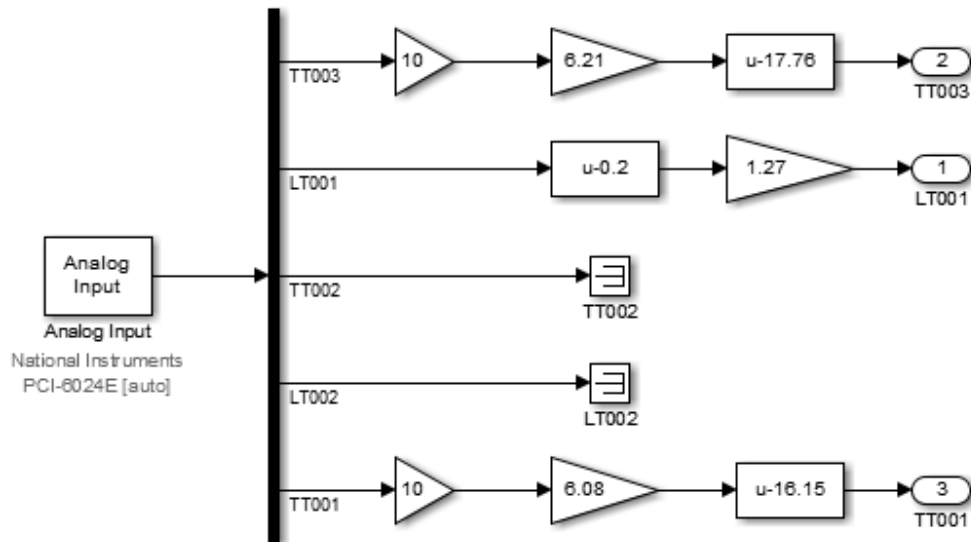 10
6.21
u-17.76
2
TT003
TT003
u-0.2
1.27
1
LT001
LT001
Analog
Input
TT002
TT002
Analog Input
National Instruments
PCI-6024E [auto]
LT002
LT002
10
6.08
u-16.15
3
TT001
TT001